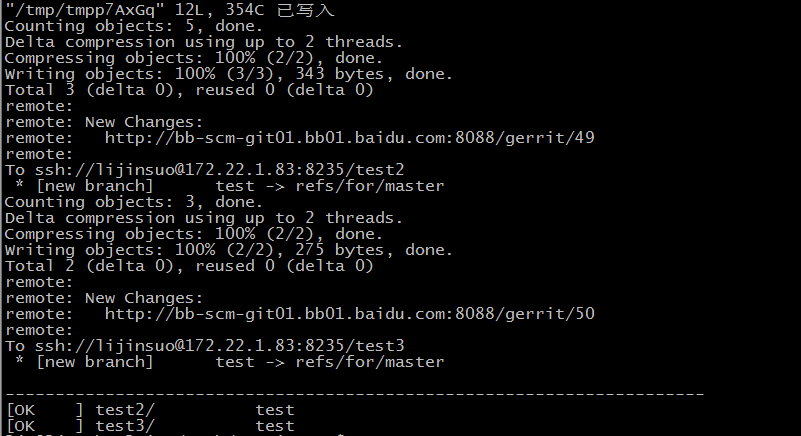 "/tmp/tmpp7AxGq" 12L, 354C 已写入
Counting objects: 5, done.
Delta compression using up to 2 threads.
Compressing objects: 100% (2/2), done.
Writing objects: 100% (3/3), 343 bytes, done.
Total 3 (delta 0), reused 0 (delta 0)
remote:
remote: New Changes:
remote:   http://bb-scm-git01.bb01.baidu.com:8088/gerrit/49
remote:
To ssh://lijinsuo@172.22.1.83:8235/test2
 * [new branch]      test -> refs/for/master
Counting objects: 3, done.
Delta compression using up to 2 threads.
Compressing objects: 100% (2/2), done.
Writing objects: 100% (2/2), 275 bytes, done.
Total 2 (delta 0), reused 0 (delta 0)
remote:
remote: New Changes:
remote:   http://bb-scm-git01.bb01.baidu.com:8088/gerrit/50
remote:
To ssh://lijinsuo@172.22.1.83:8235/test3
 * [new branch]      test -> refs/for/master
----------------------------------------------------------------------
[OK    ] test2/          test
[OK    ] test3/          test